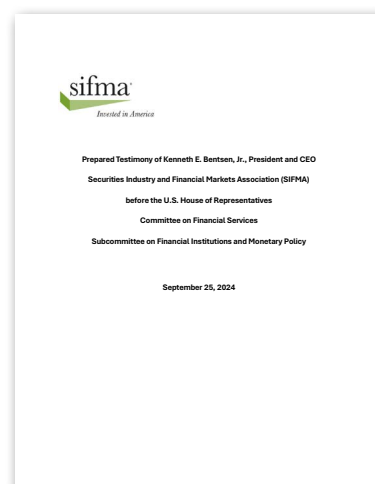 sifma
Invested in America
Prepared Testimony of Kenneth E. Bentsen, Jr., President and CEO
Securities Industry and Financial Markets Association (SIFMA)
before the U.S. House of Representatives
Committee on Financial Services
Subcommittee on Financial Institutions and Monetary Policy
September 25, 2024